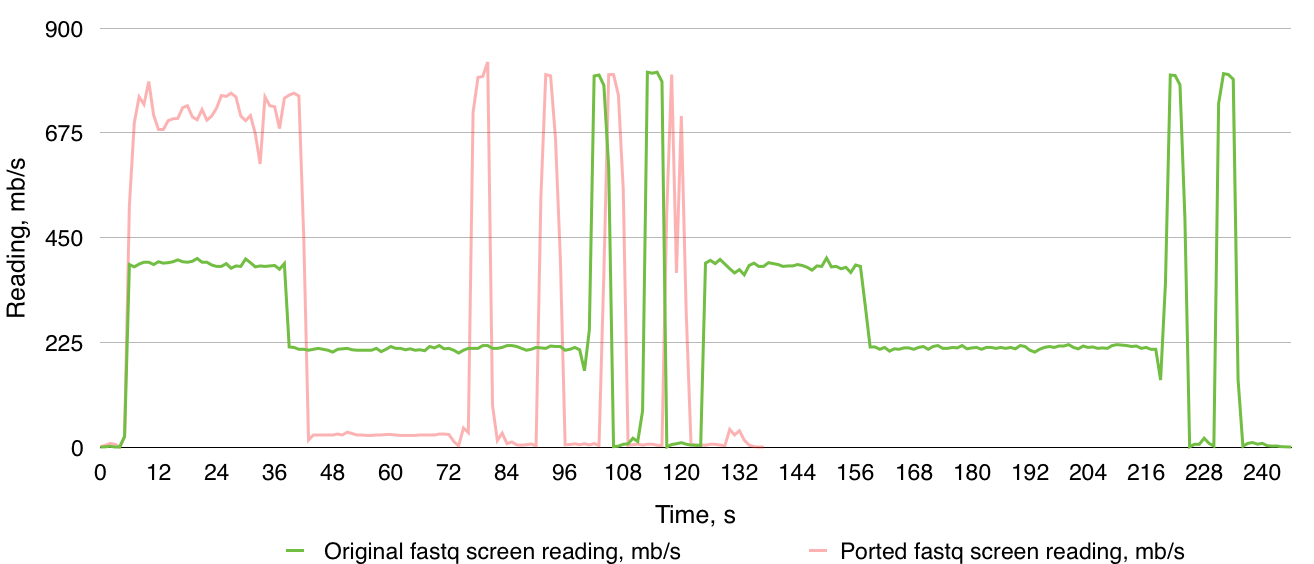 900
675
450
225
0
Reading, mb/s
0 12 24 36 48 60 72 84 96 108 120 132 144 156 168 180 192 204 216 228 240
Time, s
Original fastq screen reading, mb/s Ported fastq screen reading, mb/s